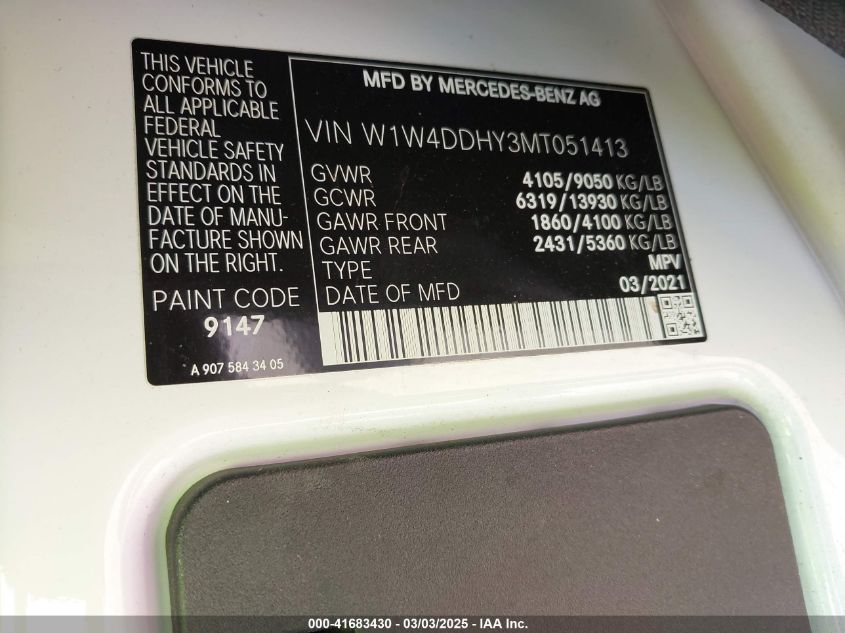 THIS VEHICLE
CONFORMS TO
ALL APPLICABLE
FEDERAL
VEHICLE SAFETY
STANDARDS IN
EFFECT ON THE
DATE OF MANU-
FACTURE SHOWN
ON THE RIGHT.
PAINT CODE
9147
A 907 584 34 05
MFD BY MERCEDES-BENZ AG
VIN W1W4DDHY3MT051413
GVWR 4105/9050 KG/LB
GCWR 6319/13930 KG/LB
GAWR FRONT 1860/4100 KG/LB
GAWR REAR 2431/5360 KG/LB
TYPE MPV
DATE OF MFD 03/2021
000-41683430 - 03/03/2025 - IAA Inc.